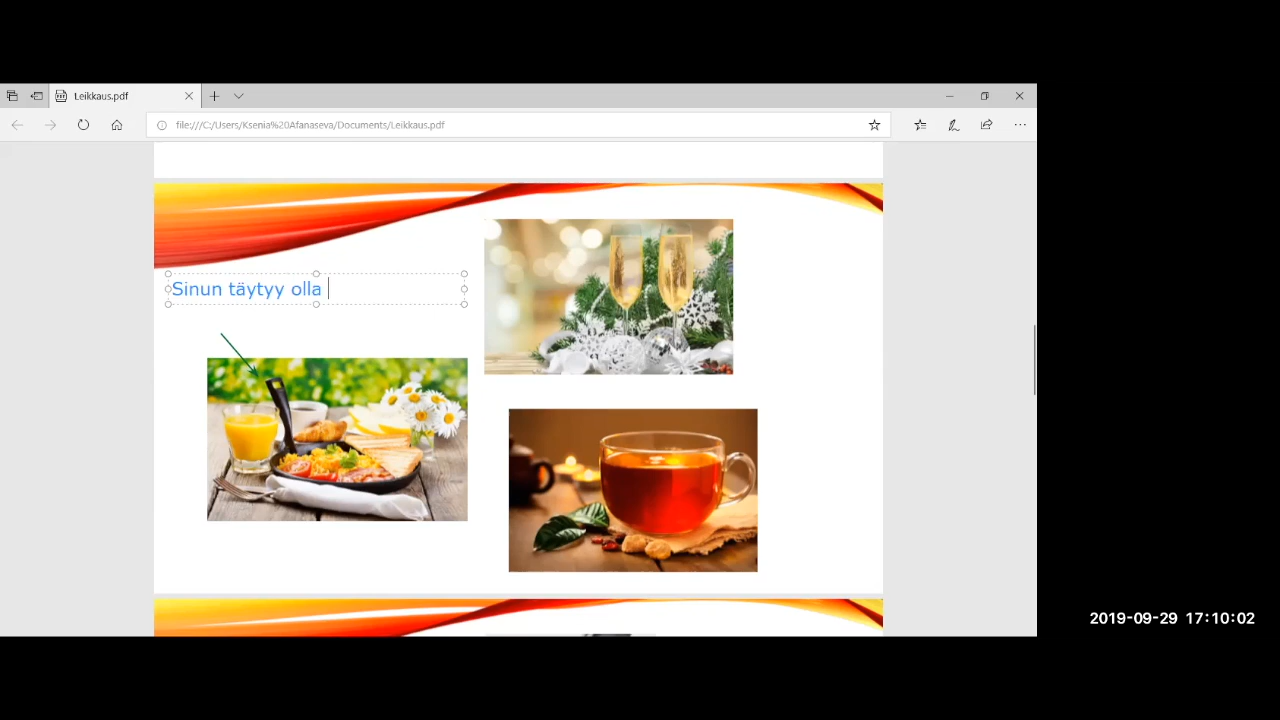 Leikkaus.pdf
file:///C:/Users/Ksenia%20Afanaseva/Documents/Leikkaus.pdf
Sinun täytyy olla
2019-09-29 17:10:02